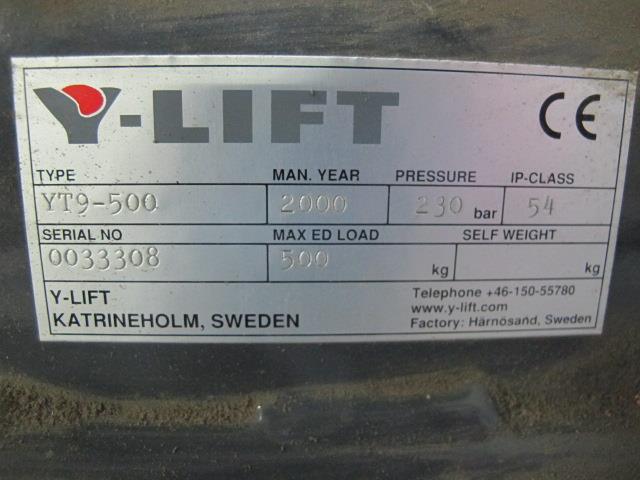 Y-LIFT CE
TYPE MAN. YEAR PRESSURE IP-CLASS
YT9-500 2000 230 bar 54
SERIAL NO MAX ED LOAD SELF WEIGHT
0033308 500 kg kg
Y-LIFT
KATRINEHOLM, SWEDEN
Telephone +46-150-55780
www.y-lift.com
Factory: Härnösand, Sweden